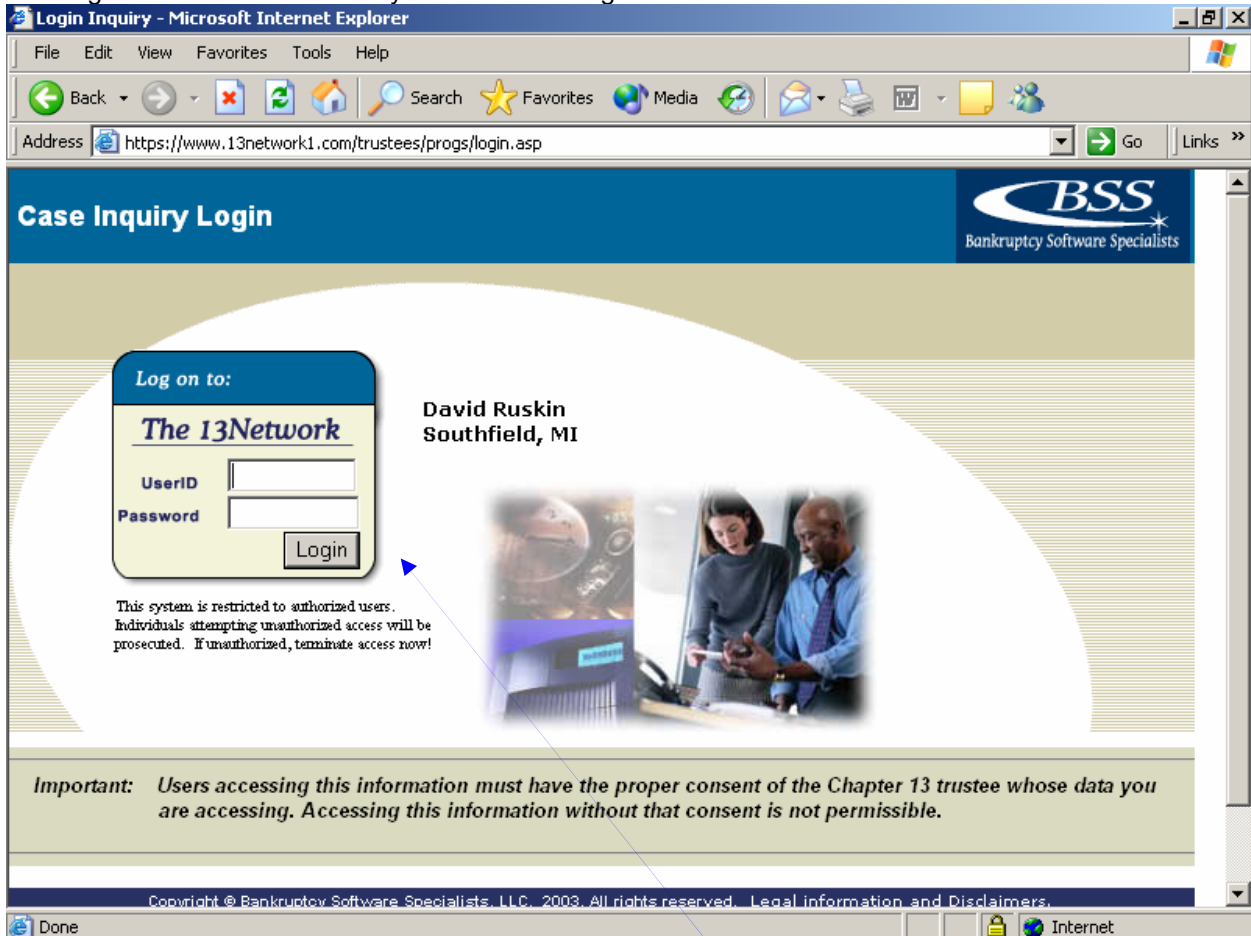 Login Inquiry - Microsoft Internet Explorer
File Edit View Favorites Tools Help
Back Search Favorites Media
Address https://www.13network1.com/trustees/progs/login.asp Go Links »
Case Inquiry Login
BSS
Bankruptcy Software Specialists
Log on to:
The 13Network
UserID
Password
Login
David Ruskin
Southfield, MI
This system is restricted to authorized users.
Individuals attempting unauthorized access will be
prosecuted. If unauthorized, terminate access now!
Important: Users accessing this information must have the proper consent of the Chapter 13 trustee whose data you
are accessing. Accessing this information without that consent is not permissible.
Copyright © Bankruptcy Software Specialists, LLC, 2003. All rights reserved. Legal information and Disclaimers.
Done Internet